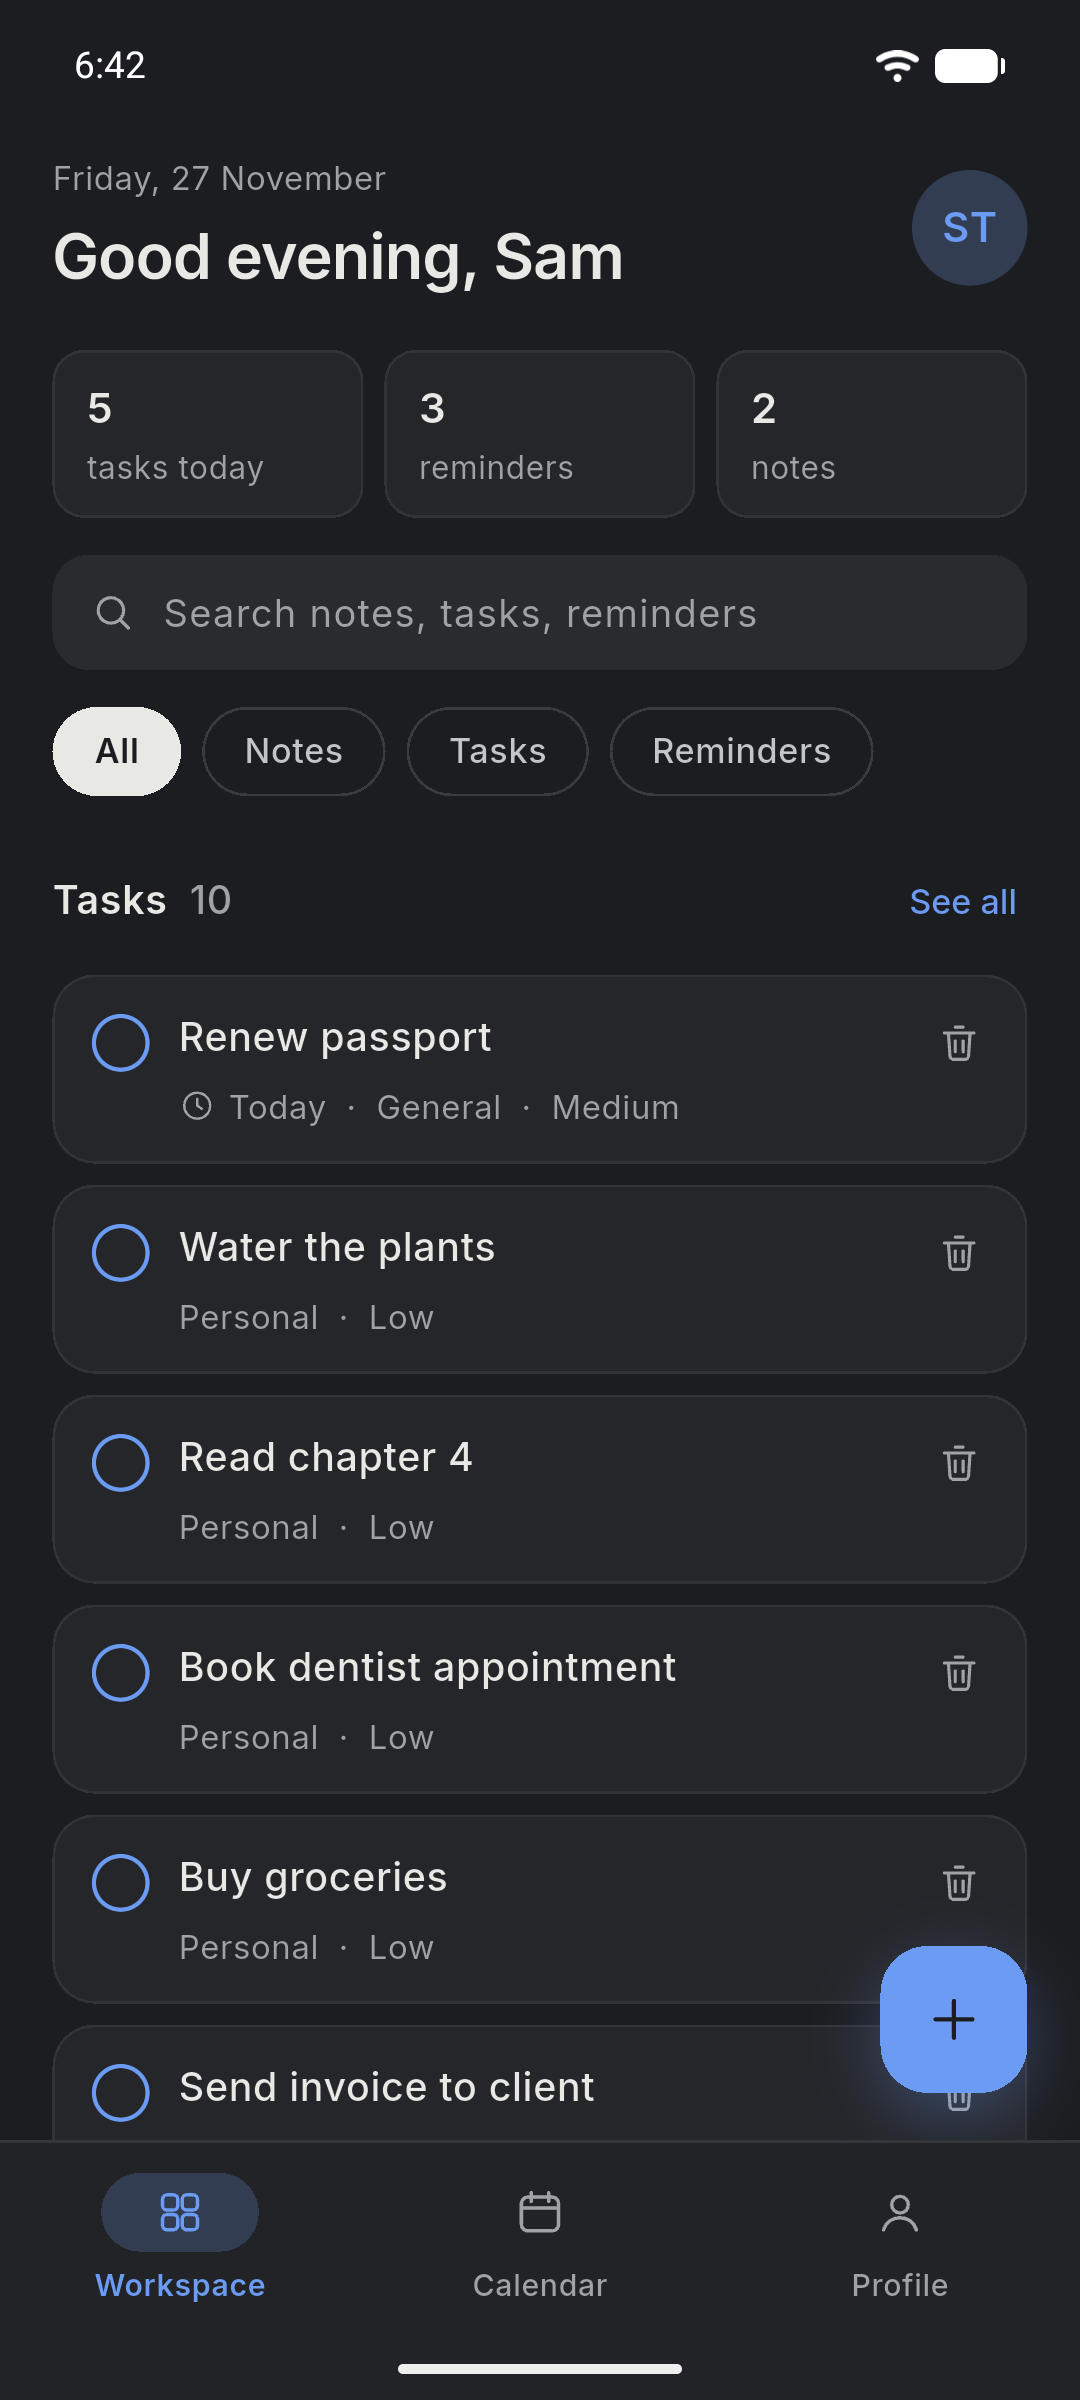 6:42
Friday, 27 November
Good evening, Sam
ST
5
tasks today
3
reminders
2
notes
Search notes, tasks, reminders
All
Notes
Tasks
Reminders
Tasks 10
See all
Renew passport
Today · General · Medium
Water the plants
Personal · Low
Read chapter 4
Personal · Low
Book dentist appointment
Personal · Low
Buy groceries
Personal · Low
Send invoice to client
Workspace
Calendar
Profile